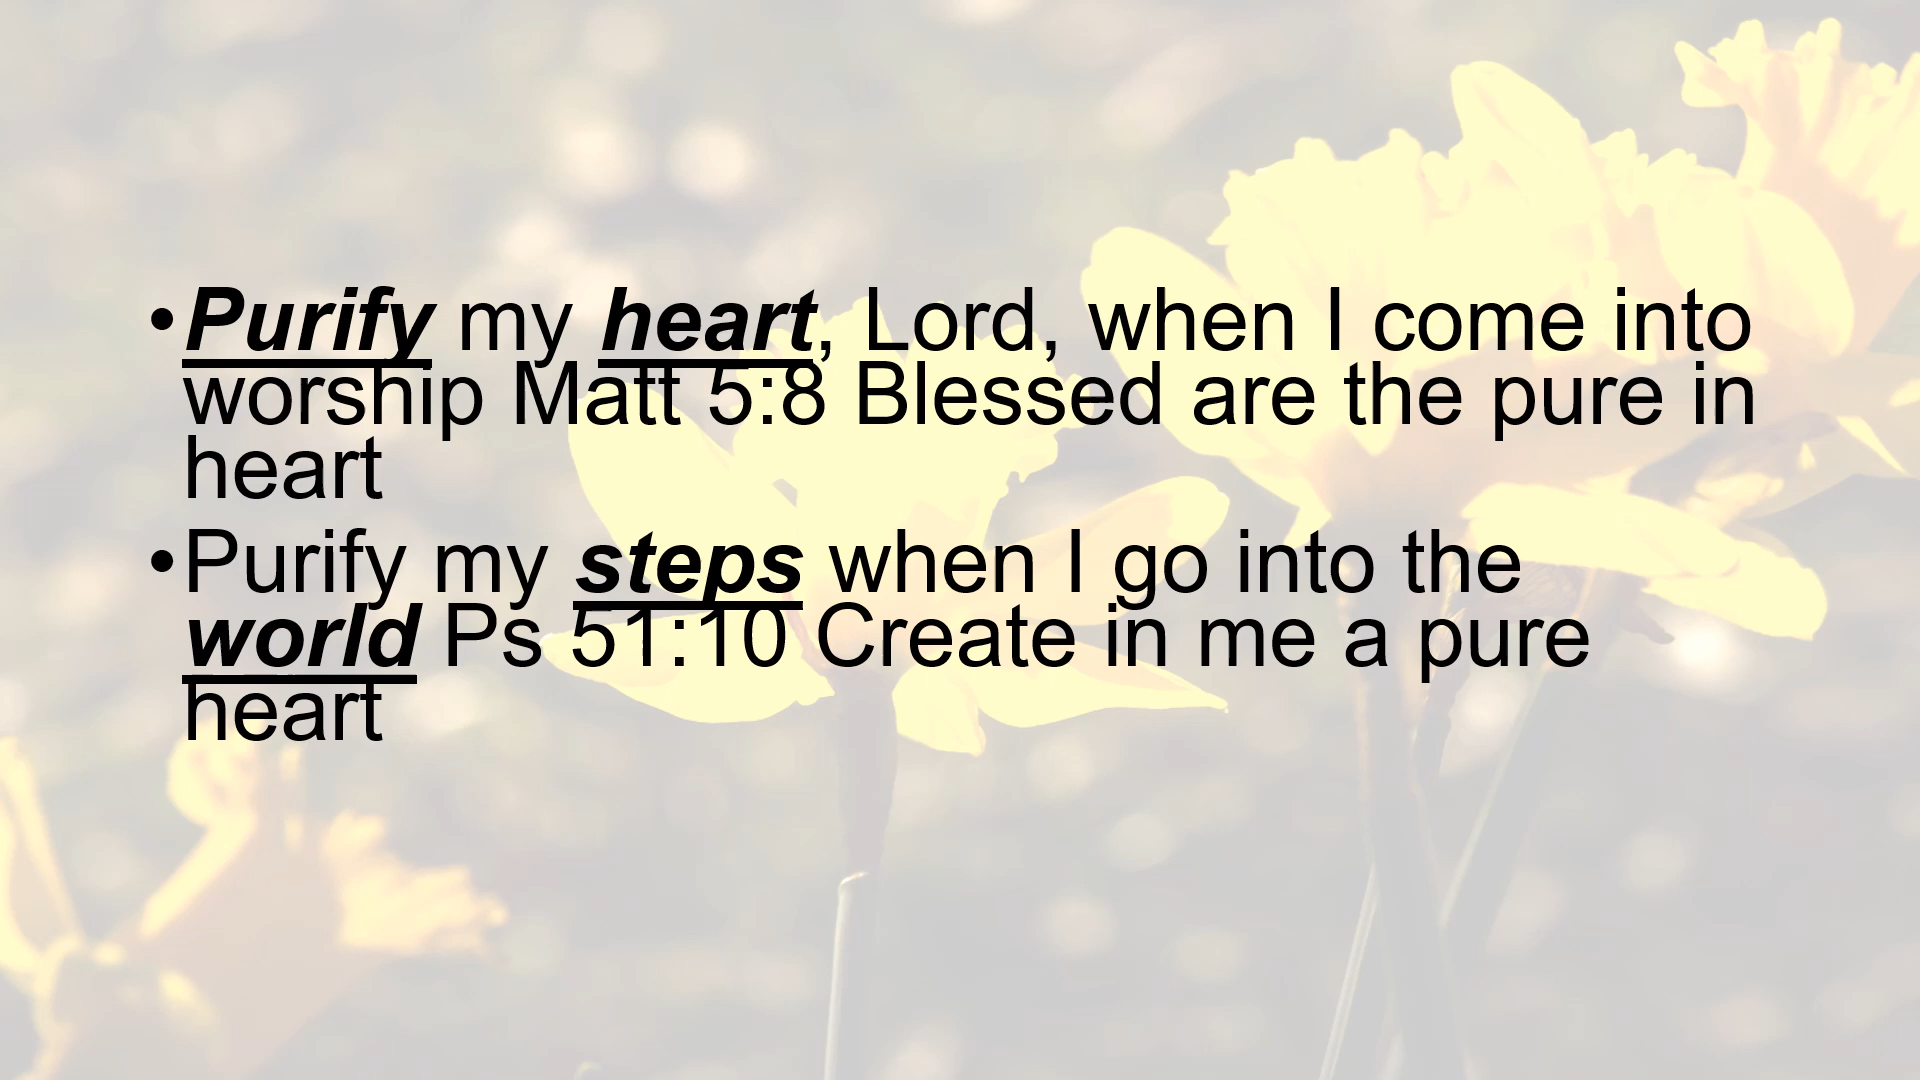 •Purify my heart, Lord, when I come into
worship Matt 5:8 Blessed are the pure in
heart
•Purify my steps when I go into the
world Ps 51:10 Create in me a pure
heart